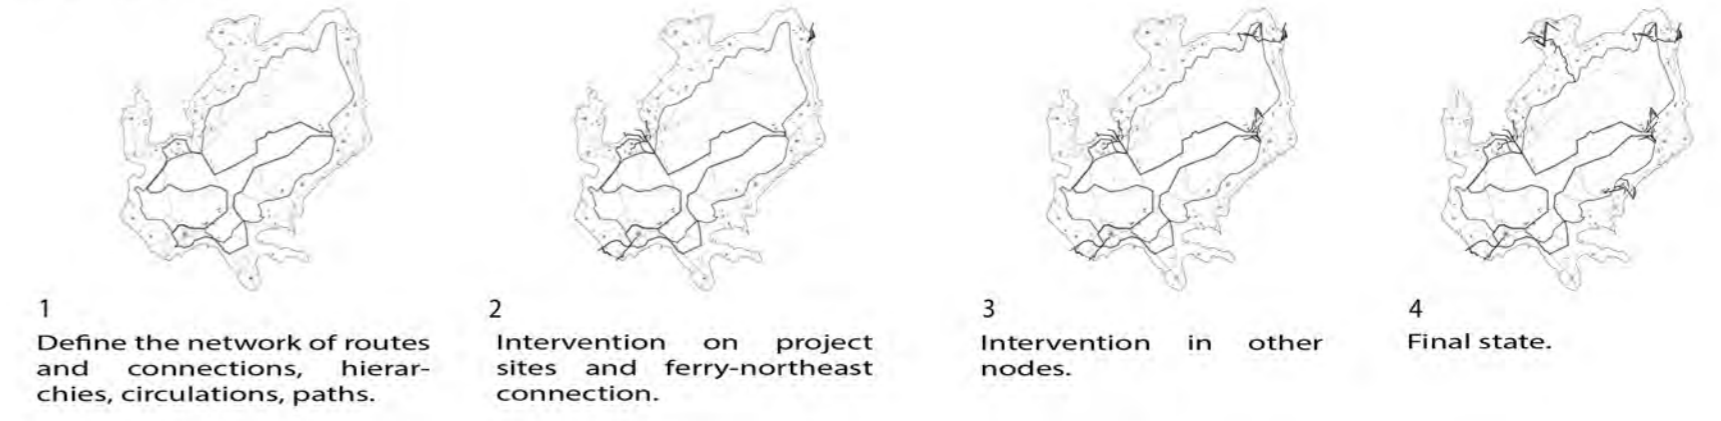 1
Define the network of routes
and connections, hierar-
chies, circulations, paths.
2
Intervention on project
sites and ferry-northeast
connection.
3
Intervention in other
nodes.
4
Final state.